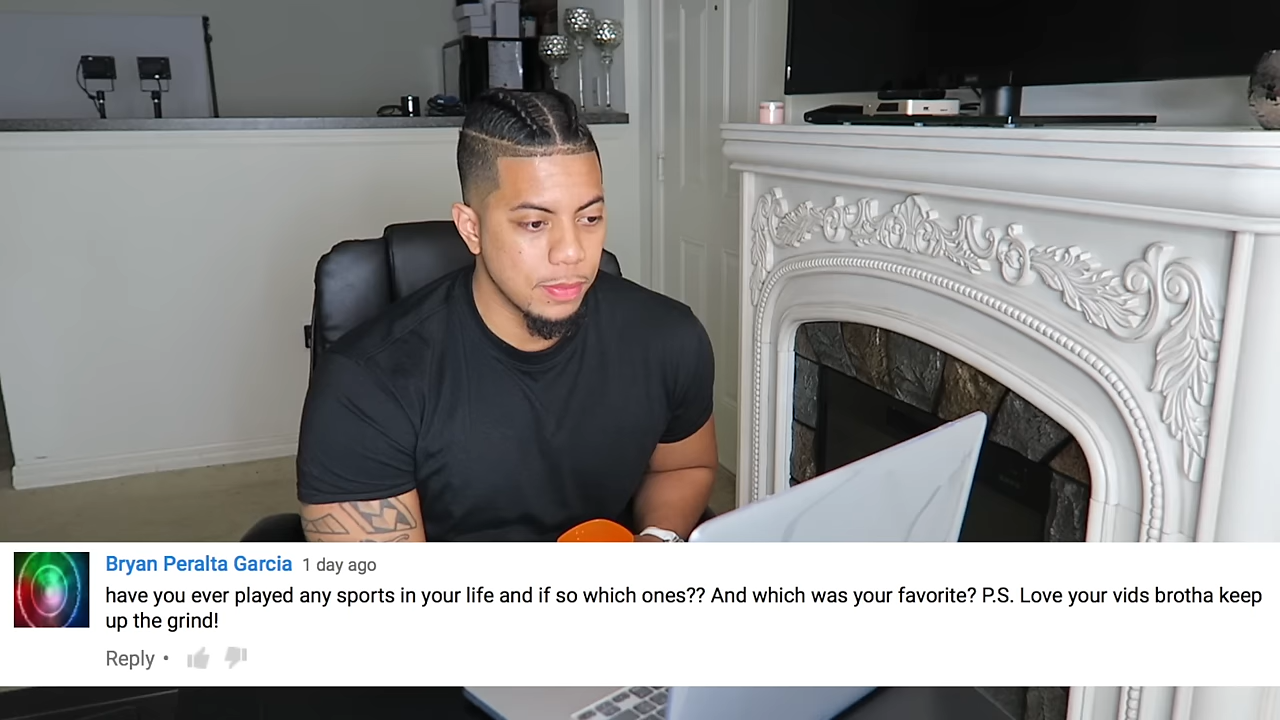 Bryan Peralta Garcia 1 day ago
have you ever played any sports in your life and if so which ones?? And which was your favorite? P.S. Love your vids brotha keep
up the grind!
Reply •